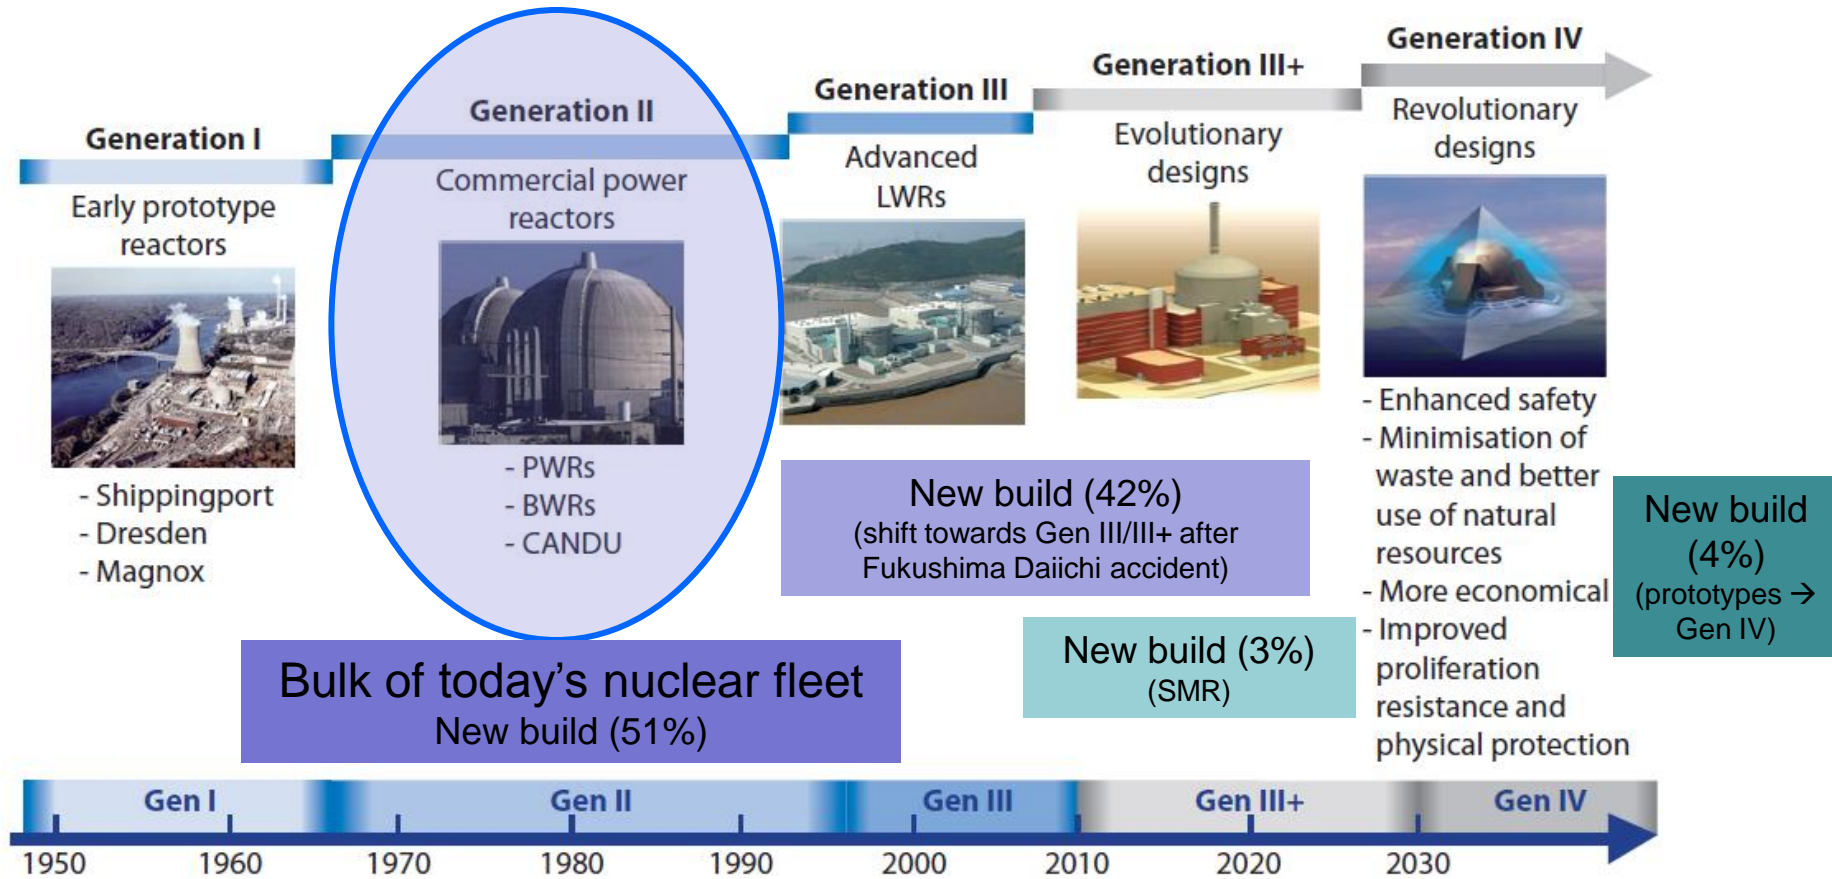 Generation I
Early prototype
reactors
- Shippingport
- Dresden
- Magnox
Generation II
Commercial power
reactors
- PWRs
- BWRs
- CANDU
Bulk of today’s nuclear fleet
New build (51%)
Generation III
Advanced
LWRs
New build (42%)
(shift towards Gen III/III+ after
Fukushima Daiichi accident)
Generation III+
Evolutionary
designs
New build (3%)
(SMR)
Generation IV
Revolutionary
designs
- Enhanced safety
- Minimisation of
waste and better
use of natural
resources
- More economical
- Improved
proliferation
resistance and
physical protection
New build
(4%)
(prototypes →
Gen IV)
Gen I Gen II Gen III Gen III+ Gen IV
1950 1960 1970 1980 1990 2000 2010 2020 2030